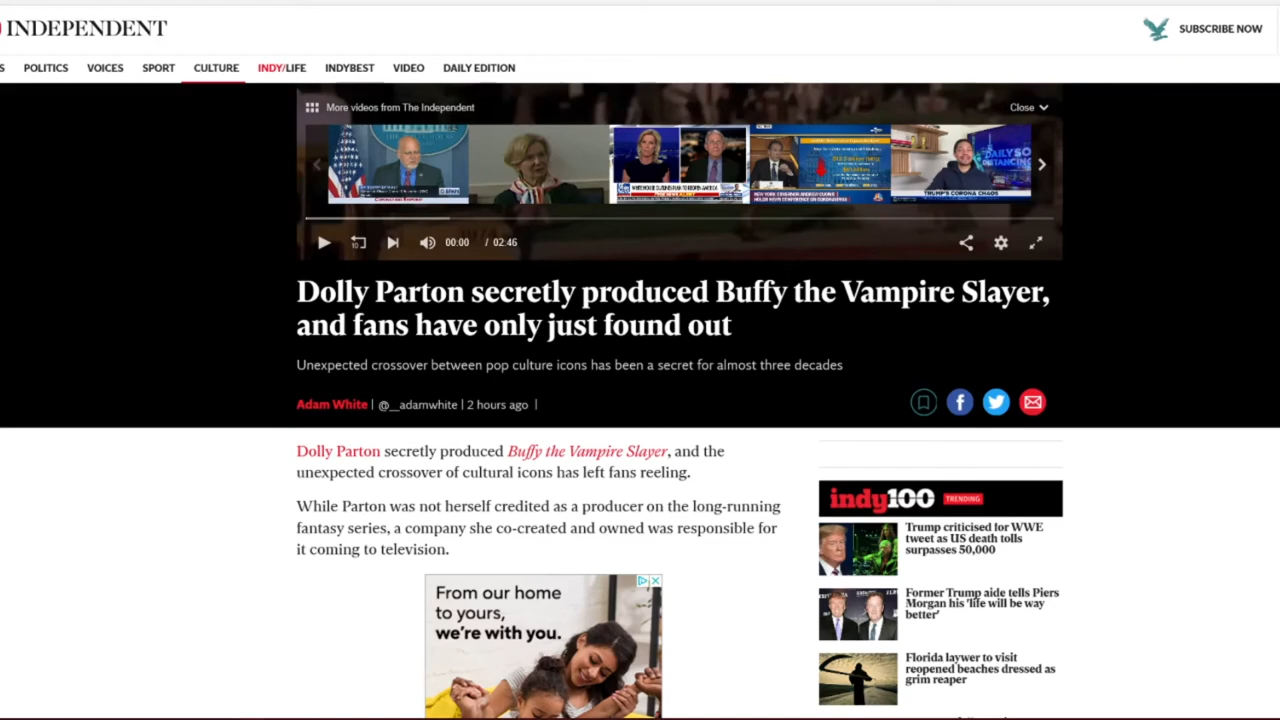 INDEPENDENT
SUBSCRIBE NOW
S POLITICS VOICES SPORT CULTURE INDY/LIFE INDYBEST VIDEO DAILY EDITION
More videos from The Independent
Close
TRUMP'S CORONA CHAOS
10
00:00 / 02:46
Dolly Parton secretly produced Buffy the Vampire Slayer,
and fans have only just found out
Unexpected crossover between pop culture icons has been a secret for almost three decades
Adam White | @__adamwhite | 2 hours ago |
Dolly Parton secretly produced Buffy the Vampire Slayer, and the
unexpected crossover of cultural icons has left fans reeling.
While Parton was not herself credited as a producer on the long-running
fantasy series, a company she co-created and owned was responsible for
it coming to television.
From our home
to yours,
we're with you.
indy100 TRENDING
Trump criticised for WWE
tweet as US death tolls
surpasses 50,000
Former Trump aide tells Piers
Morgan his 'life will be way
better'
Florida laywer to visit
reopened beaches dressed as
grim reaper